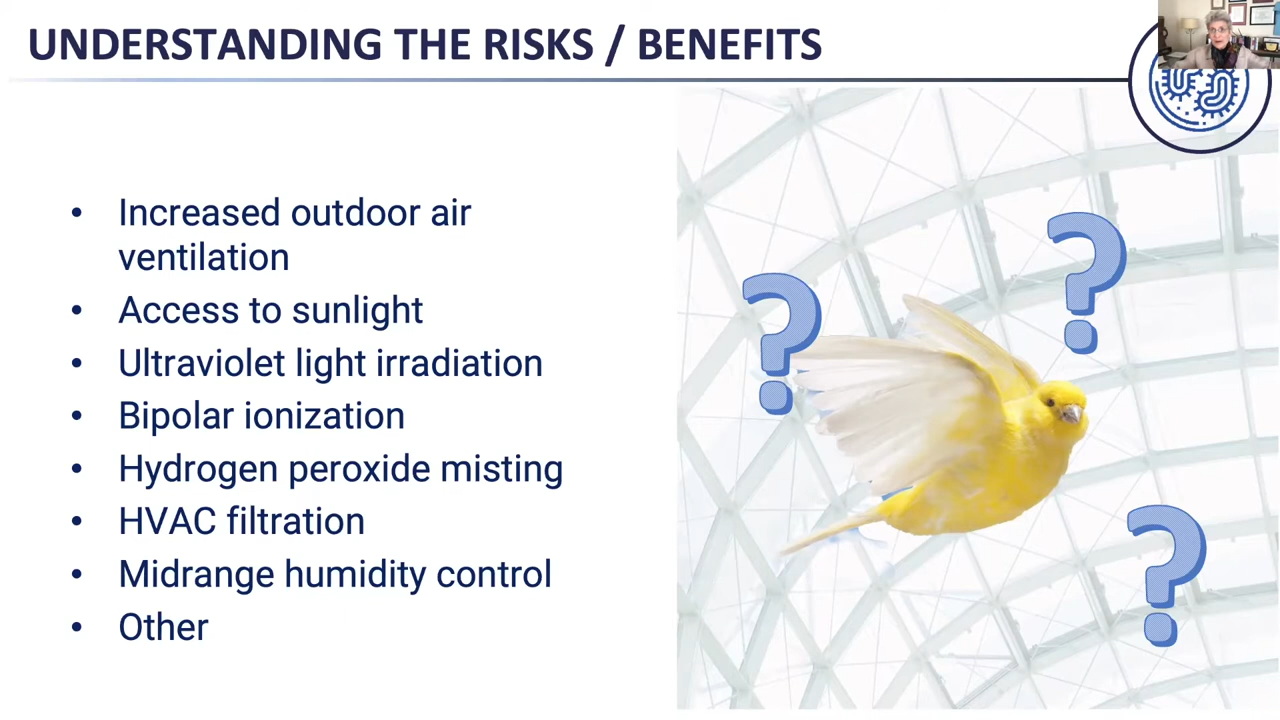 UNDERSTANDING THE RISKS / BENEFITS
• Increased outdoor air
ventilation
• Access to sunlight
• Ultraviolet light irradiation
• Bipolar ionization
• Hydrogen peroxide misting
• HVAC filtration
• Midrange humidity control
• Other
?
?
?